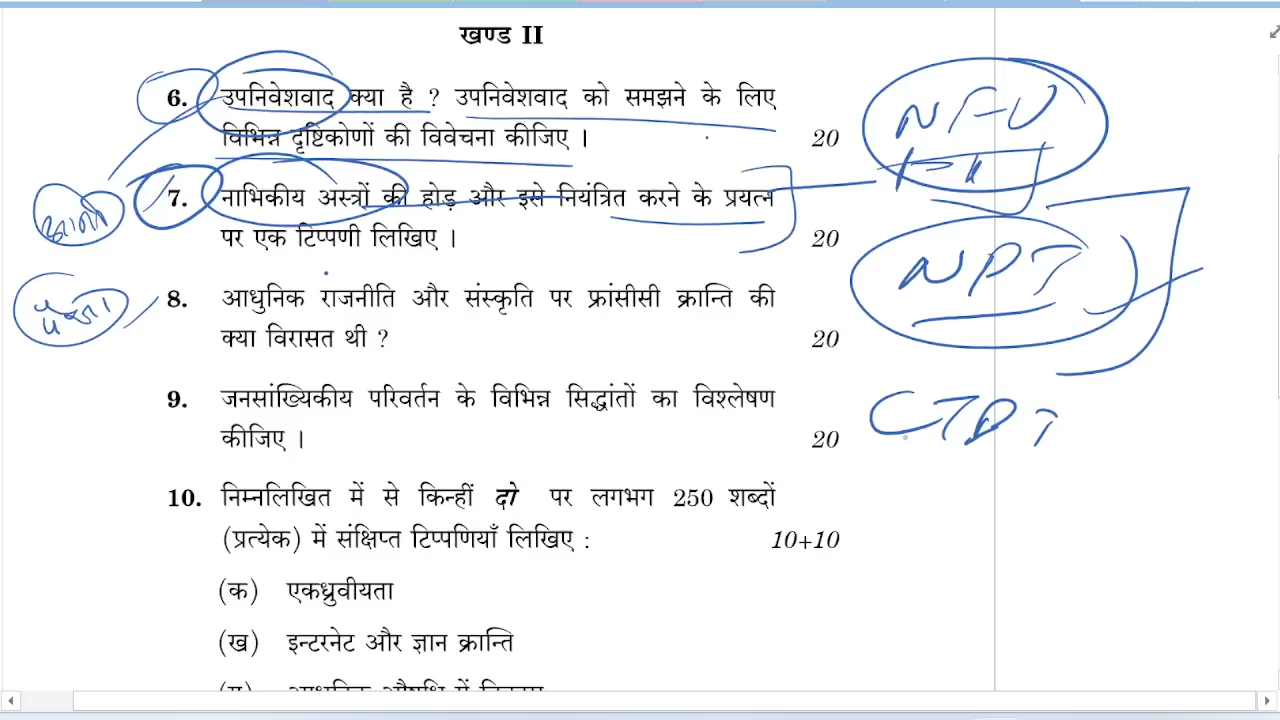 खण्ड II
6. उपनिवेशवाद क्या है ? उपनिवेशवाद को समझने के लिए
विभिन्न दृष्टिकोणों की विवेचना कीजिए । 20
NFU
7. नाभिकीय अस्त्रों की होड़ और इसे नियंत्रित करने के प्रयत्न
पर एक टिप्पणी लिखिए । 20
NPT
8. आधुनिक राजनीति और संस्कृति पर फ्रांसीसी क्रान्ति की
क्या विरासत थी ? 20
9. जनसांख्यिकीय परिवर्तन के विभिन्न सिद्धांतों का विश्लेषण
कीजिए । 20
CTBT
10. निम्नलिखित में से किन्हीं दो पर लगभग 250 शब्दों
(प्रत्येक) में संक्षिप्त टिप्पणियाँ लिखिए : 10+10
(क) एकध्रुवीयता
(ख) इन्टरनेट और ज्ञान क्रान्ति